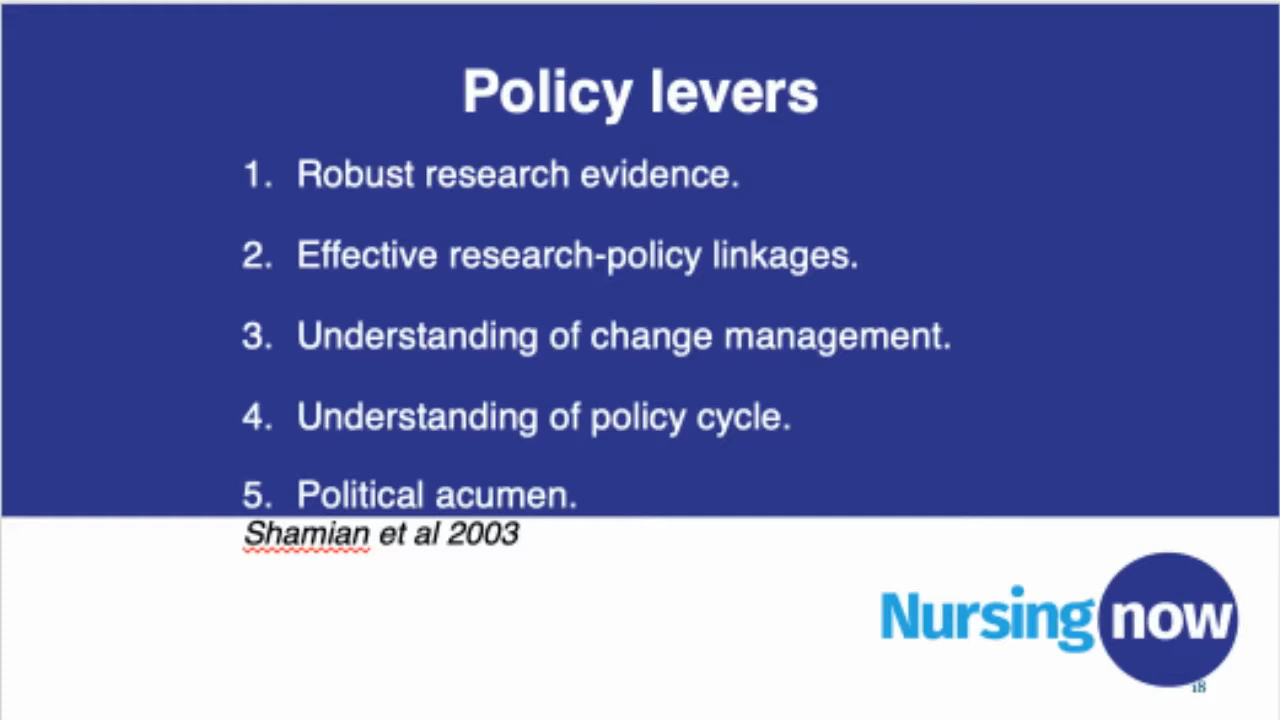 Policy levers
1. Robust research evidence.
2. Effective research-policy linkages.
3. Understanding of change management.
4. Understanding of policy cycle.
5. Political acumen.
Shamian et al 2003
Nursing now
18